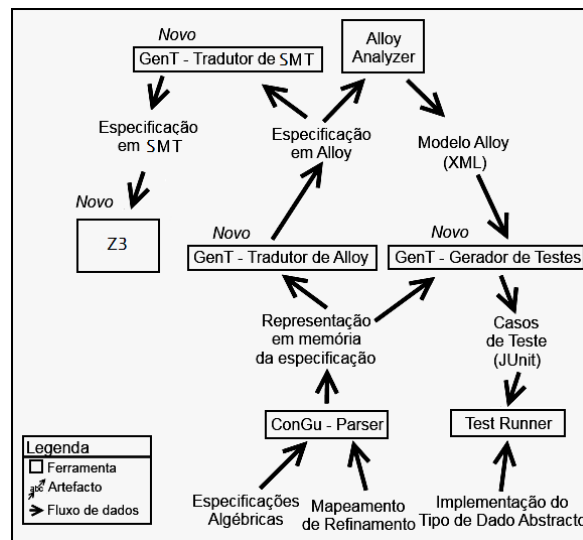 Novo
GenT - Tradutor de SMT
Alloy
Analyzer
Especificação
em SMT
Especificação
em Alloy
Modelo Alloy
(XML)
Novo
Z3
Novo
GenT - Tradutor de Alloy
Novo
GenT - Gerador de Testes
Representação
em memória
da especificação
Casos
de Teste
(JUnit)
ConGu - Parser
Test Runner
Especificações
Algébricas
Mapeamento
de Refinamento
Implementação do
Tipo de Dado Abstracto
Legenda
Ferramenta
abc
Artefacto
Fluxo de dados